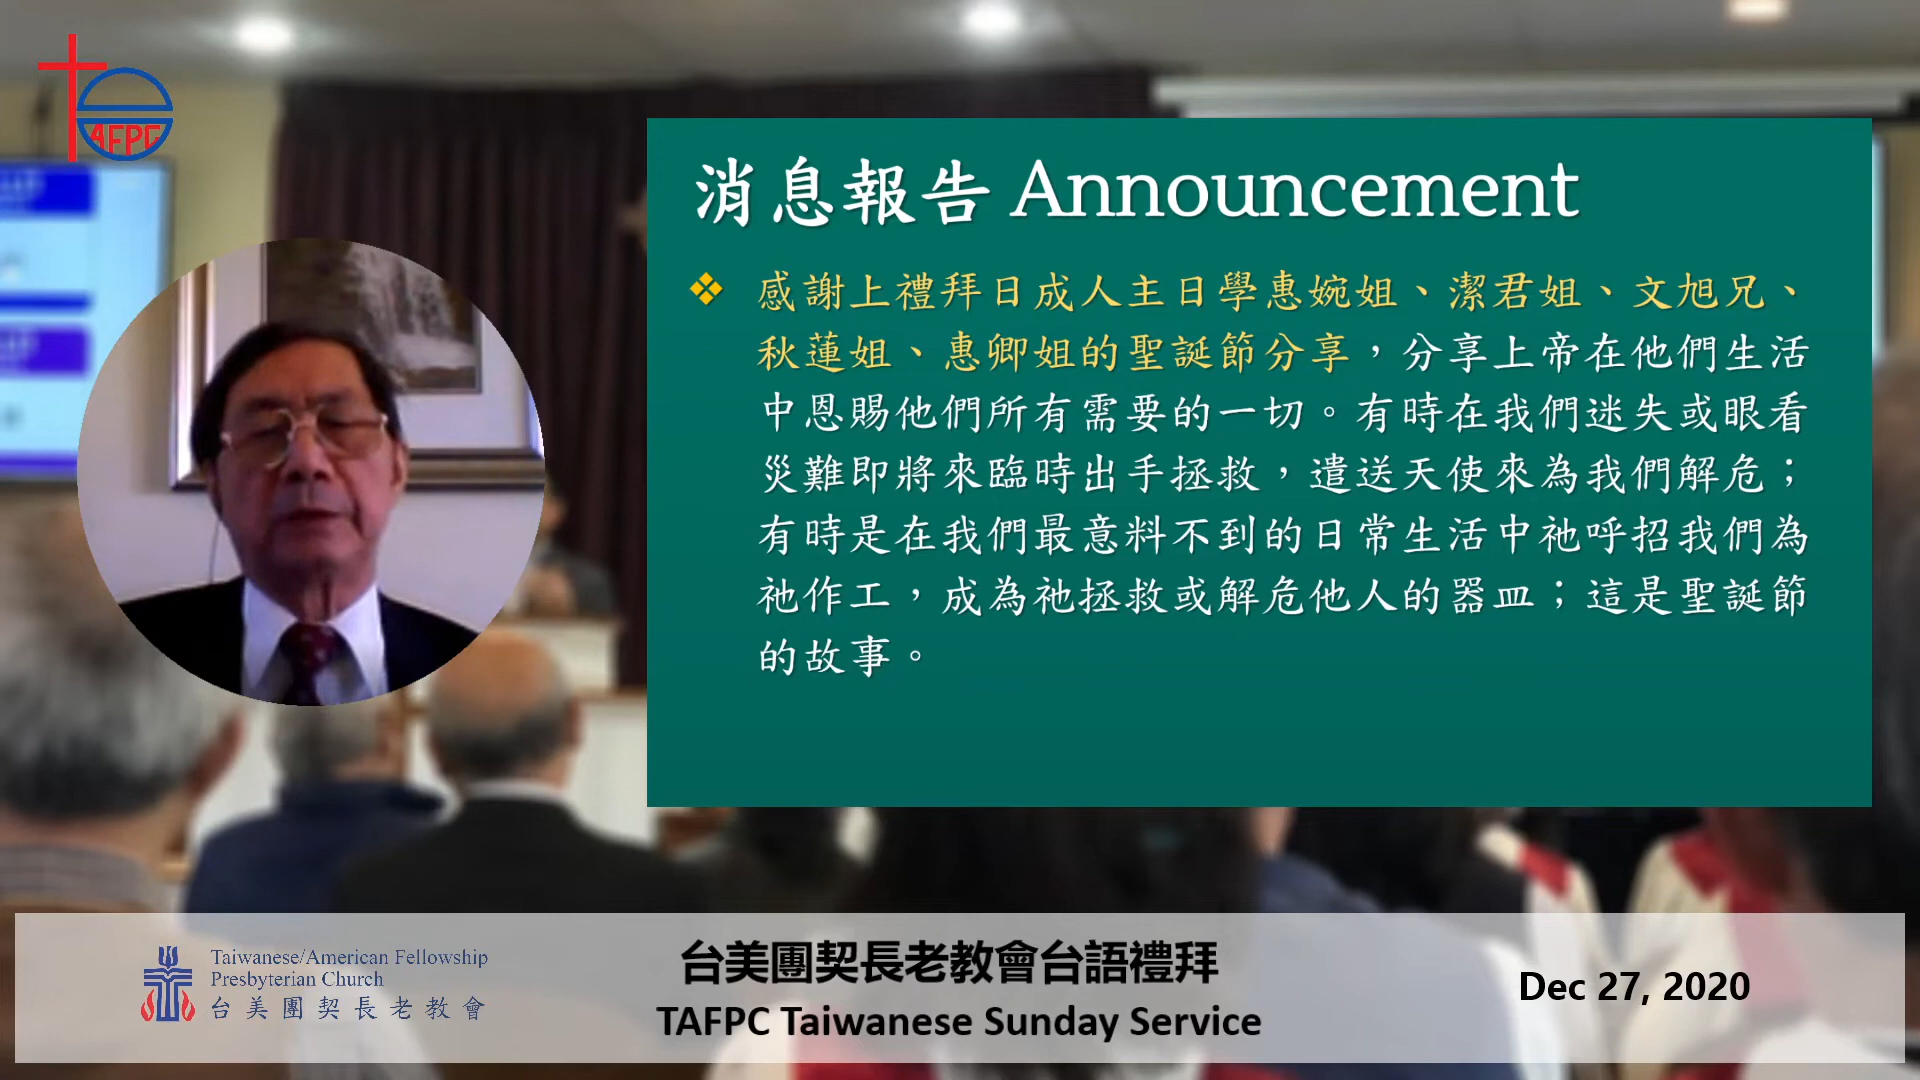 AFPC
消息報告 Announcement
感謝上禮拜日成人主日學惠婉姐、潔君姐、文旭兄、
秋蓮姐、惠卿姐的聖誕節分享，分享上帝在他們生活
中恩賜他們所有需要的一切。有時在我們迷失或眼看
災難即將來臨時出手拯救，遣送天使來為我們解危；
有時是在我們最意料不到的日常生活中祂呼招我們為
祂作工，成為祂拯救或解危他人的器皿；這是聖誕節
的故事。
Taiwanese/American Fellowship
Presbyterian Church
台美團契長老教會
台美團契長老教會台語禮拜
TAFPC Taiwanese Sunday Service
Dec 27, 2020